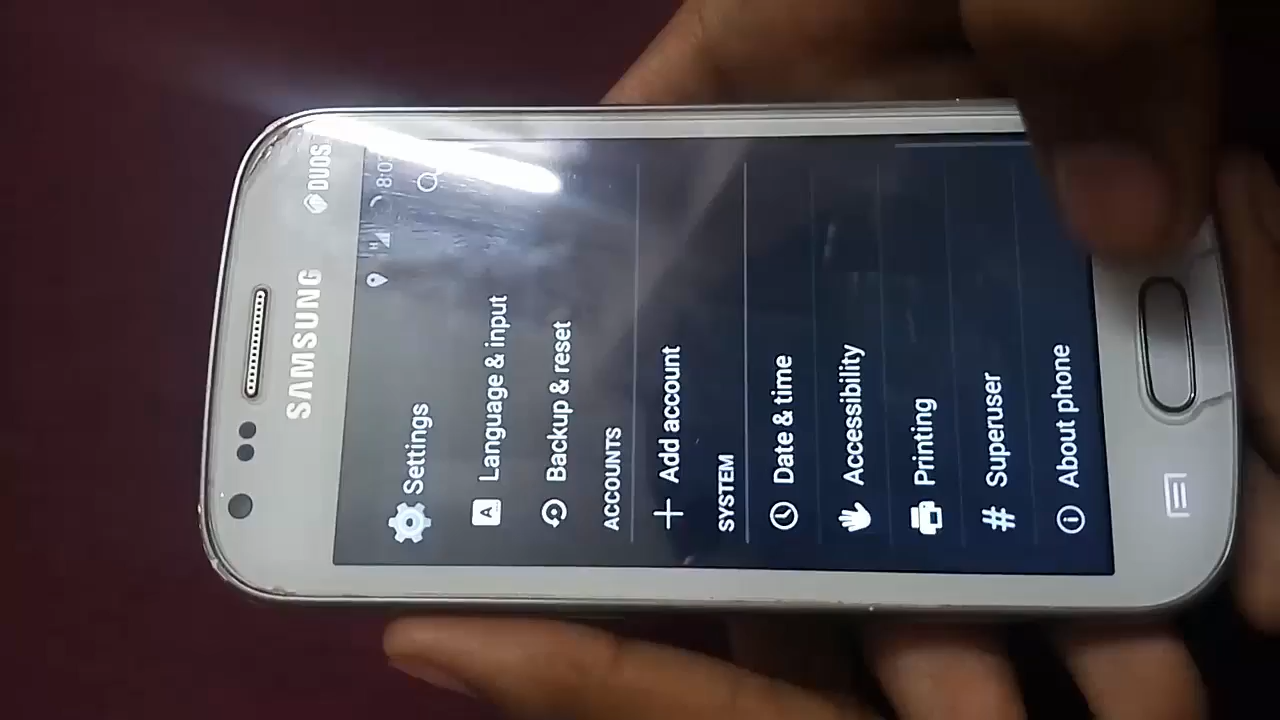 DUOS
SAMSUNG
Settings
Language & input
Backup & reset
ACCOUNTS
Add account
SYSTEM
Date & time
Accessibility
Printing
# Superuser
About phone